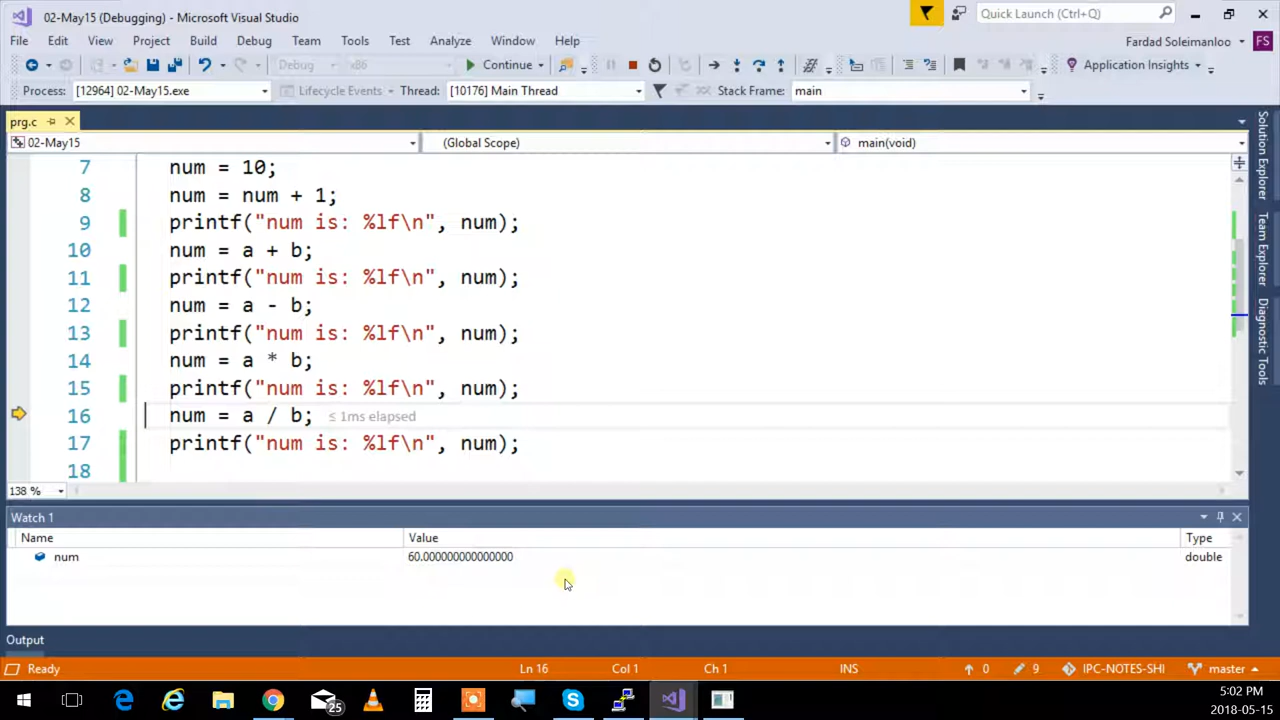 02-May15 (Debugging) - Microsoft Visual Studio
Quick Launch (Ctrl+Q)
File Edit View Project Build Debug Team Tools Test Analyze Window Help
Fardad Soleimanloo FS
Debug x86 Continue Application Insights
Process: [12964] 02-May15.exe Lifecycle Events Thread: [10176] Main Thread Stack Frame: main
prg.c
02-May15 (Global Scope) main(void)
7 num = 10;
8 num = num + 1;
9 printf("num is: %lf\n", num);
10 num = a + b;
11 printf("num is: %lf\n", num);
12 num = a - b;
13 printf("num is: %lf\n", num);
14 num = a * b;
15 printf("num is: %lf\n", num);
16 num = a / b; ≤ 1ms elapsed
17 printf("num is: %lf\n", num);
18
Solution Explorer
Team Explorer
Diagnostic Tools
138 %
Watch 1
Name Value Type
num 60.000000000000000 double
Output
Ready Ln 16 Col 1 Ch 1 INS 0 9 IPC-NOTES-SHI master
25
5:02 PM
2018-05-15